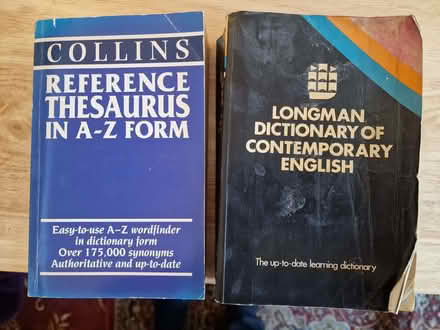 COLLINS
REFERENCE
THESAURUS
IN A-Z FORM
Easy-to-use A-Z wordfinder
in dictionary form
Over 175,000 synonyms
Authoritative and up-to-date
LONGMAN
DICTIONARY OF
CONTEMPORARY
ENGLISH
The up-to-date learning dictionary